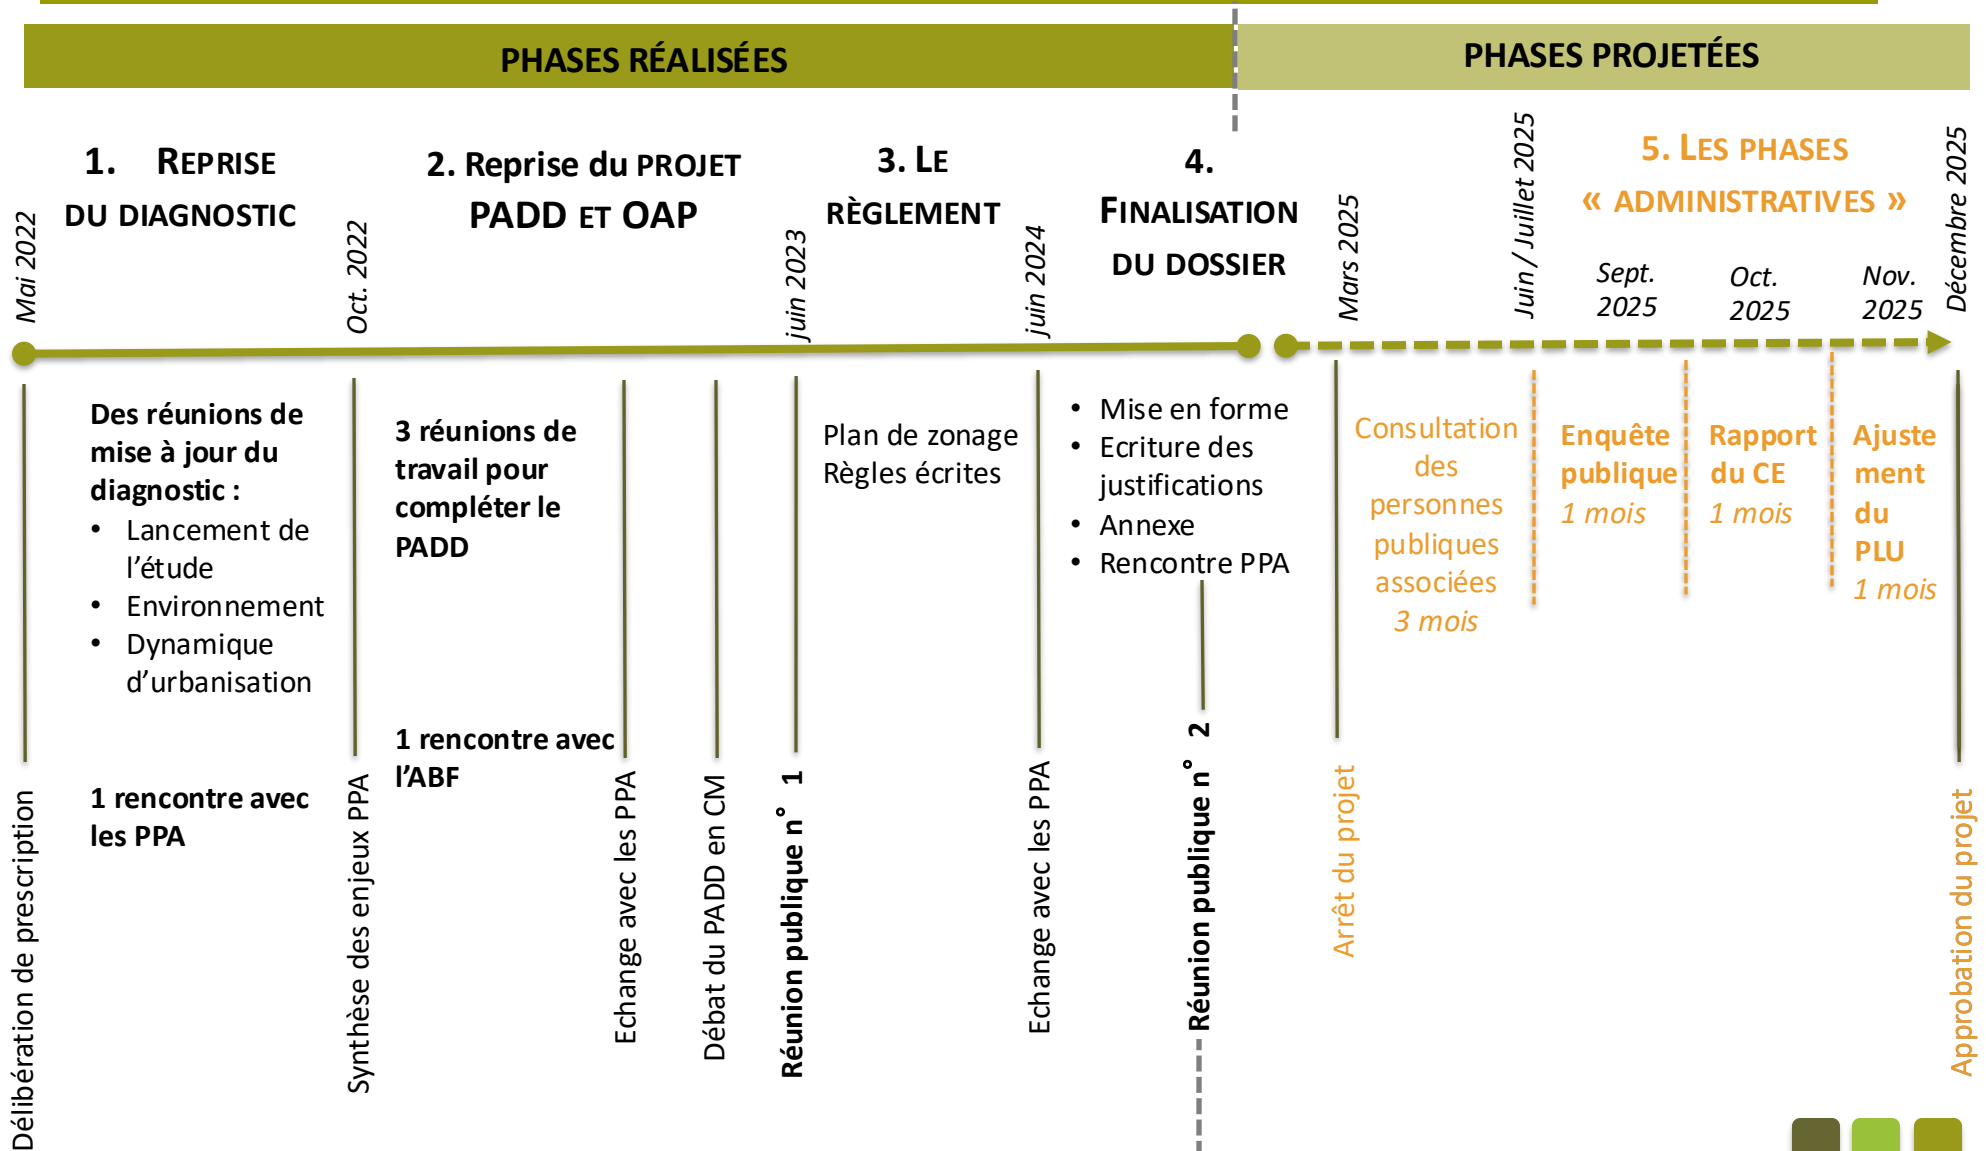 PHASES RÉALISÉES
PHASES PROJETÉES
1. REPRISE
DU DIAGNOSTIC
2. Reprise du PROJET
PADD ET OAP
3. LE
RÈGLEMENT
4.
FINALISATION
DU DOSSIER
5. LES PHASES
« ADMINISTRATIVES »
Mai 2022
Oct. 2022
juin 2023
juin 2024
Mars 2025
Juin / Juillet 2025
Sept.
2025
Oct.
2025
Nov.
2025
Décembre 2025
Des réunions de
mise à jour du
diagnostic :
• Lancement de
l’étude
• Environnement
• Dynamique
d’urbanisation
1 rencontre avec
les PPA
3 réunions de
travail pour
compléter le
PADD
1 rencontre avec
l’ABF
Plan de zonage
Règles écrites
• Mise en forme
• Ecriture des
justifications
• Annexe
• Rencontre PPA
Consultation
des
personnes
publiques
associées
3 mois
Enquête
publique
1 mois
Rapport
du CE
1 mois
Ajuste
ment
du
PLU
1 mois
Délibération de prescription
Synthèse des enjeux PPA
Echange avec les PPA
Débat du PADD en CM
Réunion publique n° 1
Echange avec les PPA
Réunion publique n° 2
Arrêt du projet
Approbation du projet